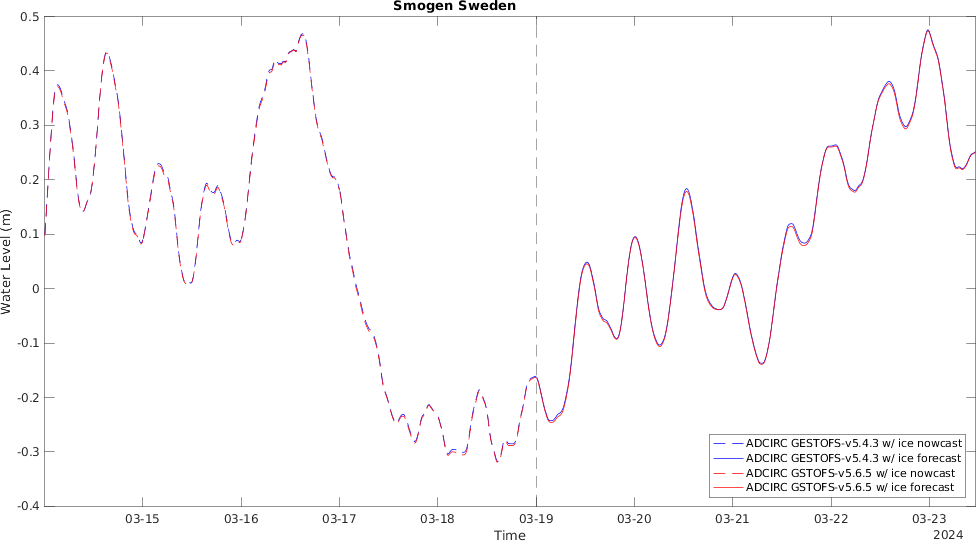 Smogen Sweden
0.5
0.4
0.3
0.2
0.1
0
-0.1
-0.2
-0.3
-0.4
Water Level (m)
03-15 03-16 03-17 03-18 03-19 03-20 03-21 03-22 03-23
Time
2024
ADCIRC GESTOFS-v5.4.3 w/ ice nowcast
ADCIRC GESTOFS-v5.4.3 w/ ice forecast
ADCIRC GSTOFS-v5.6.5 w/ ice nowcast
ADCIRC GSTOFS-v5.6.5 w/ ice forecast